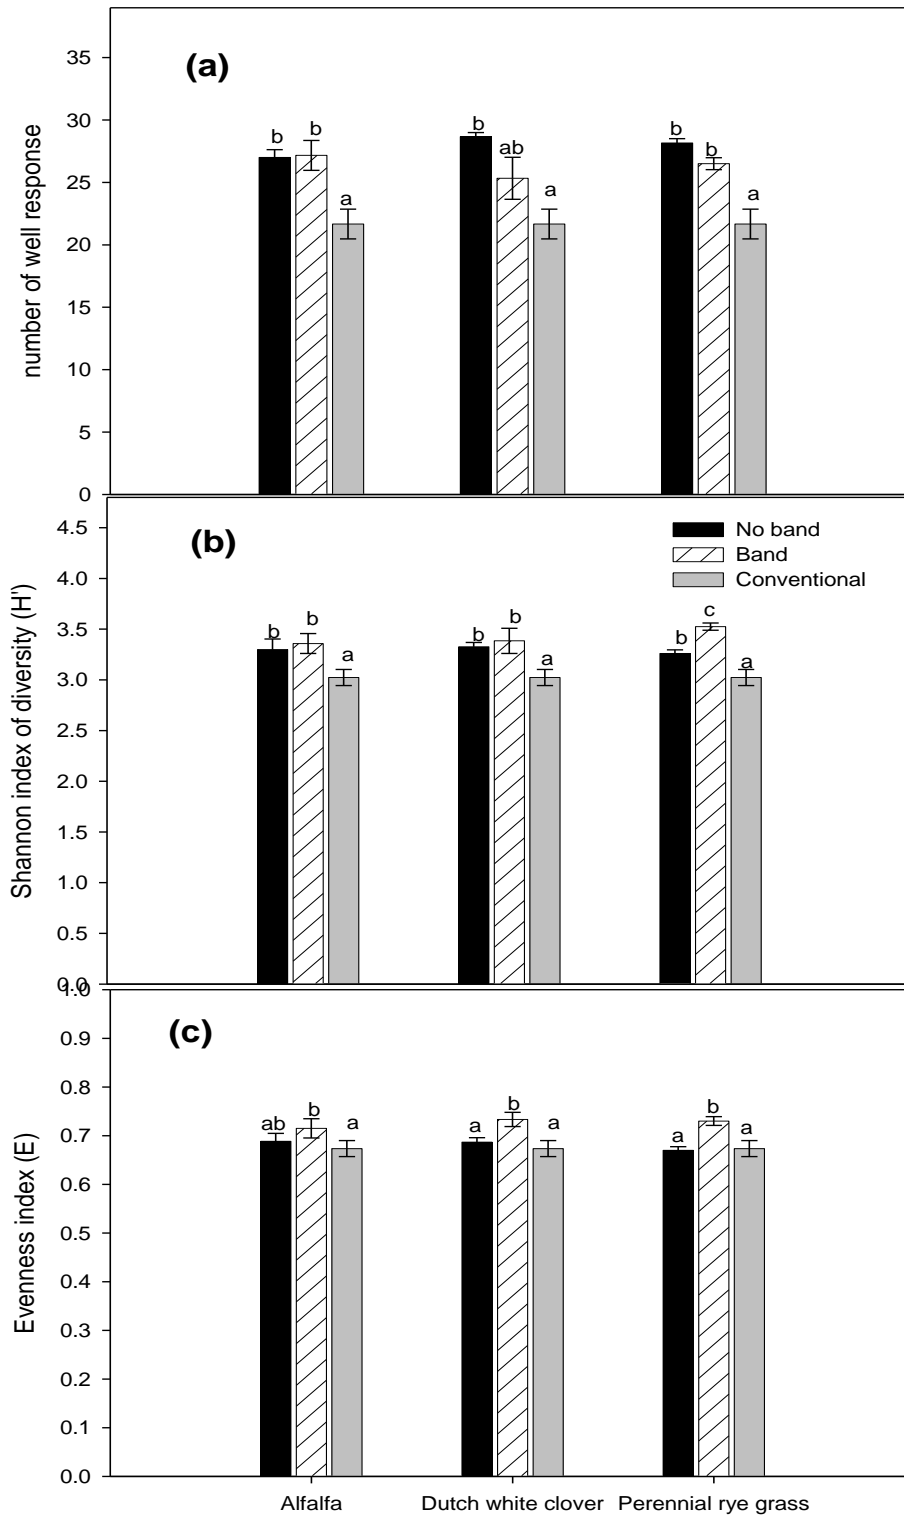 (a)
number of well response
35
30
25
20
15
10
5
0
b b a
b ab a
b b a
(b)
Shannon index of diversity (H')
4.5
4.0
3.5
3.0
2.5
2.0
1.5
1.0
0.5
0.0
No band
Band
Conventional
b b a
b b a
b c a
(c)
Evenness index (E)
1.0
0.9
0.8
0.7
0.6
0.5
0.4
0.3
0.2
0.1
0.0
ab b a
a b a
a b a
Alfalfa Dutch white clover Perennial rye grass